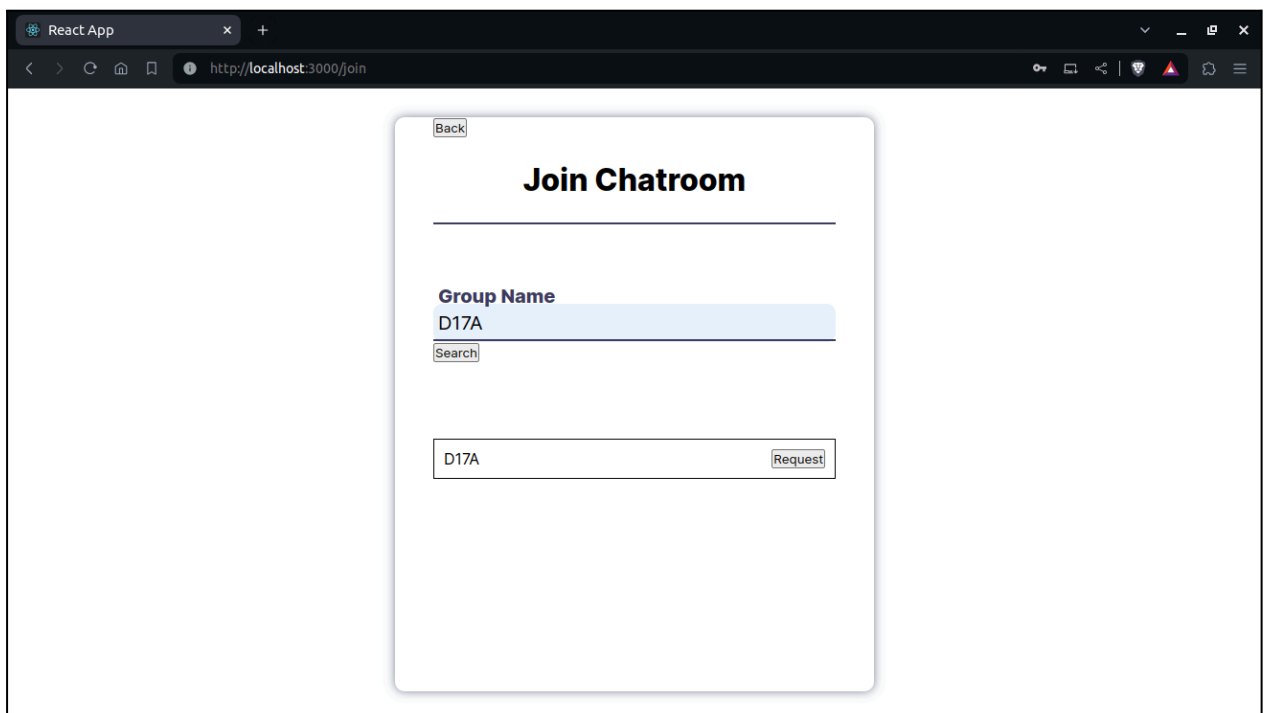 React App
http://localhost:3000/join
Back
Join Chatroom
Group Name
D17A
Search
D17A Request